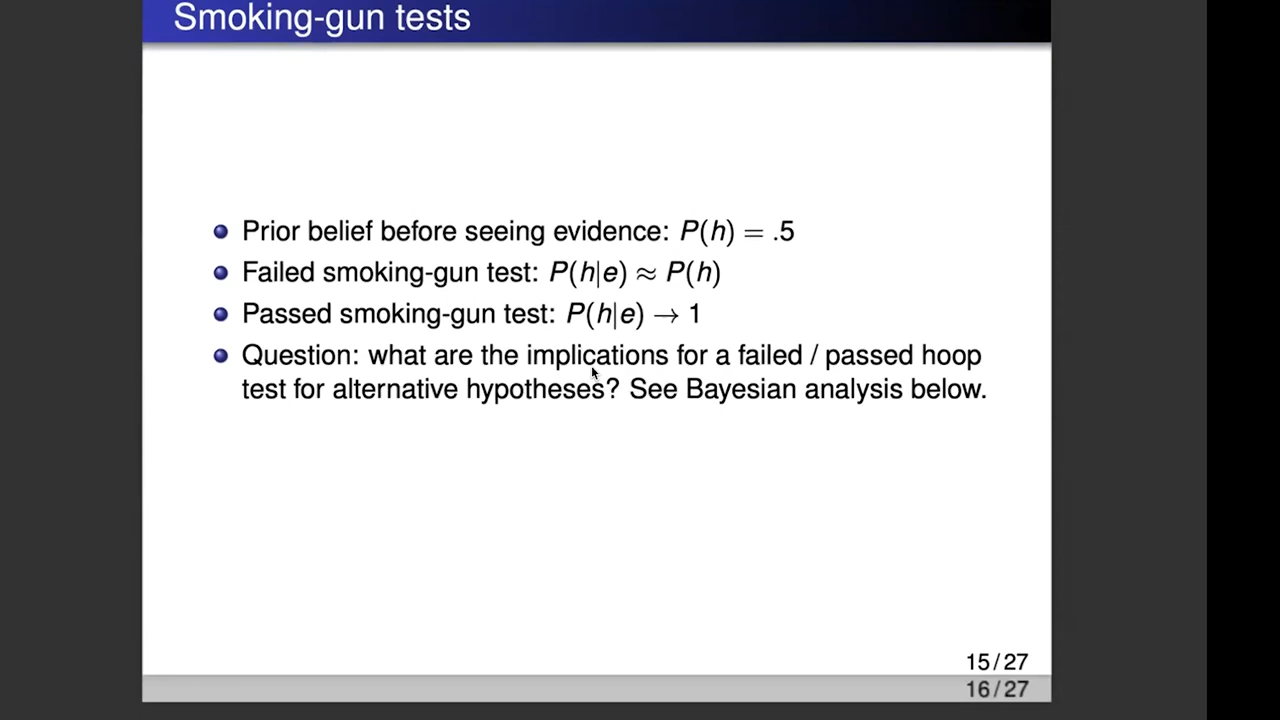 Smoking-gun tests
Prior belief before seeing evidence: P(h) = .5
Failed smoking-gun test: P(h|e) ≈ P(h)
Passed smoking-gun test: P(h|e) → 1
Question: what are the implications for a failed / passed hoop
test for alternative hypotheses? See Bayesian analysis below.
15/27
16/27